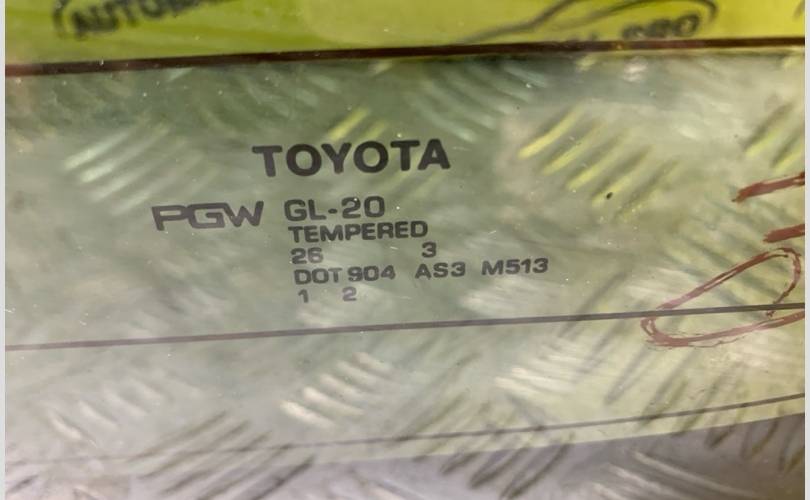 TOYOTA
PGW GL-20
TEMPERED
26 3
DOT 904 AS3 M513
1 2